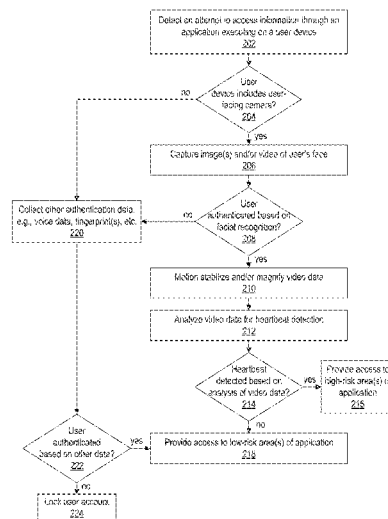 Detect an attempt to access information through an
application executing on a user device
202
User
device includes user-
facing camera?
204
no
yes
Capture image(s) and/or video of user's face
206
Collect other authentication data,
e.g., voice data, fingerprint(s), etc.
220
no
User
authenticated based on
facial recognition?
208
yes
Motion stabilize and/or magnify video data
210
Analyze video data for heartbeat detection
212
Heartbeat
detected based on
analysis of video data?
214
yes
Provide access to
high-risk area(s) of
application
216
no
User
authenticated
based on other data?
222
yes
Provide access to low-risk area(s) of application
218
no
Lock user account
224